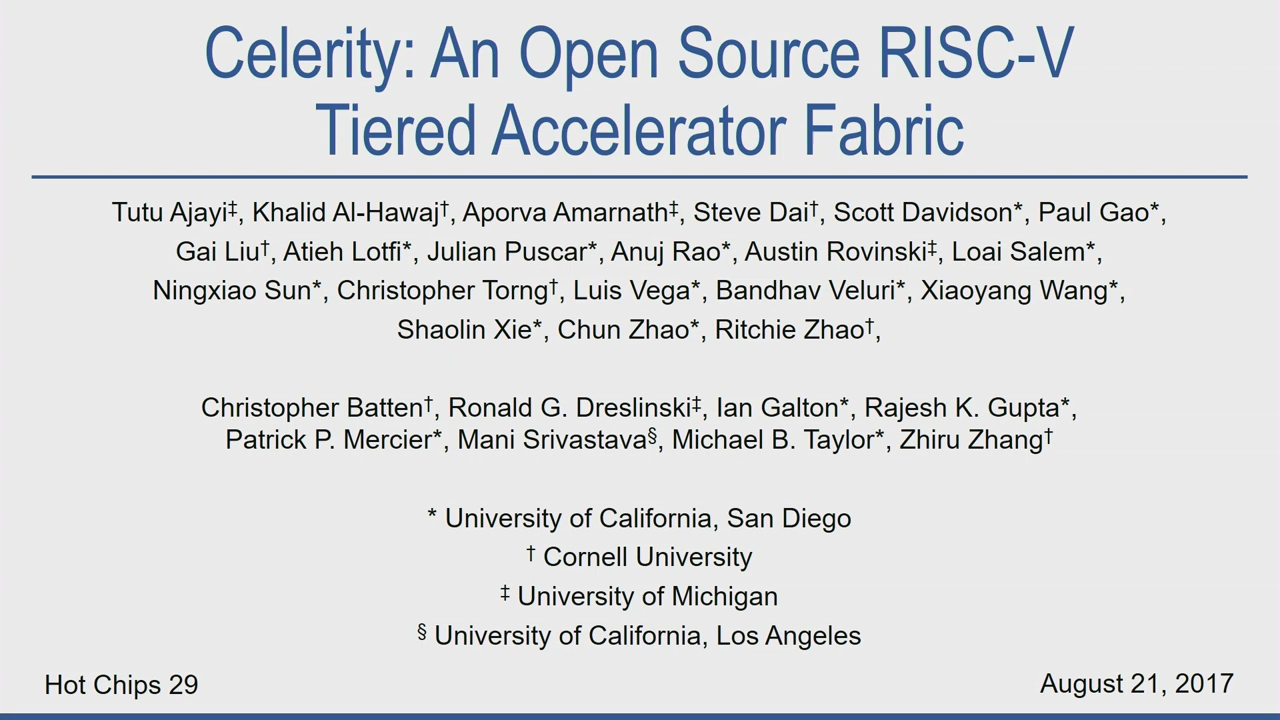 Celerity: An Open Source RISC-V
Tiered Accelerator Fabric
Tutu Ajayi‡, Khalid Al-Hawaj†, Aporva Amarnath‡, Steve Dai†, Scott Davidson*, Paul Gao*,
Gai Liu†, Atieh Lotfi*, Julian Puscar*, Anuj Rao*, Austin Rovinski‡, Loai Salem*,
Ningxiao Sun*, Christopher Torng†, Luis Vega*, Bandhav Veluri*, Xiaoyang Wang*,
Shaolin Xie*, Chun Zhao*, Ritchie Zhao†,
Christopher Batten†, Ronald G. Dreslinski‡, Ian Galton*, Rajesh K. Gupta*,
Patrick P. Mercier*, Mani Srivastava§, Michael B. Taylor*, Zhiru Zhang†
* University of California, San Diego
† Cornell University
‡ University of Michigan
§ University of California, Los Angeles
Hot Chips 29
August 21, 2017